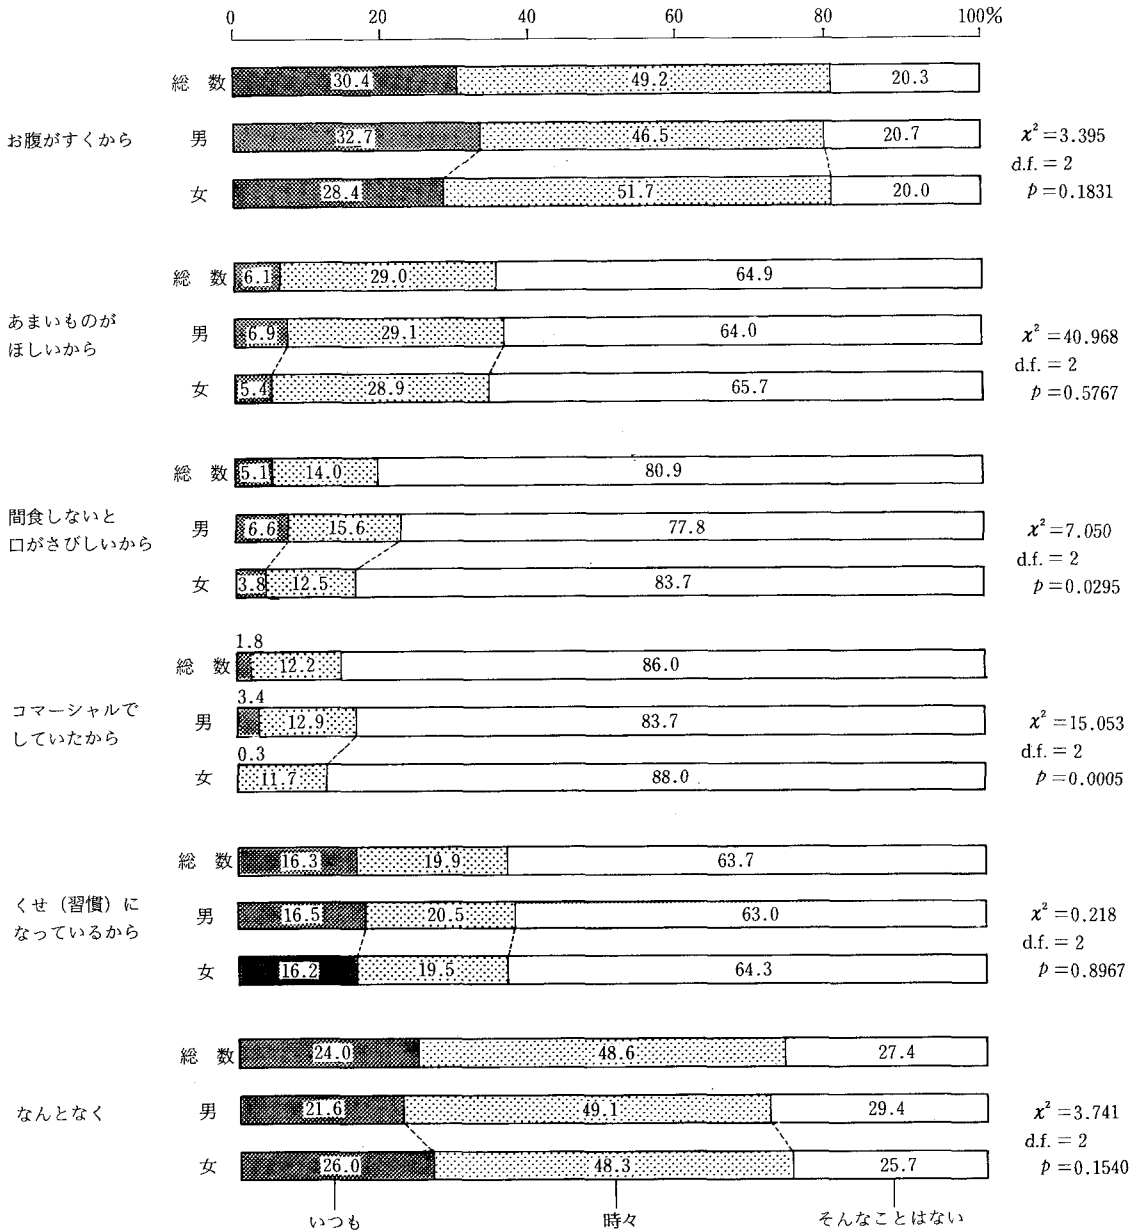 0 20 40 60 80 100%
総 数 30.4 49.2 20.3
お腹がすくから 男 32.7 46.5 20.7 χ²=3.395
d.f.=2
女 28.4 51.7 20.0 p=0.1831
総 数 6.1 29.0 64.9
あまいものが
ほしいから
男 6.9 29.1 64.0 χ²=40.968
d.f.=2
女 5.4 28.9 65.7 p=0.5767
総 数 5.1 14.0 80.9
間食しないと
口がさびしいから
男 6.6 15.6 77.8 χ²=7.050
d.f.=2
女 3.8 12.5 83.7 p=0.0295
総 数 1.8 12.2 86.0
コマーシャルで
していたから
男 3.4 12.9 83.7 χ²=15.053
d.f.=2
女 0.3 11.7 88.0 p=0.0005
総 数 16.3 19.9 63.7
くせ（習慣）に
なっているから
男 16.5 20.5 63.0 χ²=0.218
d.f.=2
女 16.2 19.5 64.3 p=0.8967
総 数 24.0 48.6 27.4
なんとなく 男 21.6 49.1 29.4 χ²=3.741
d.f.=2
女 26.0 48.3 25.7 p=0.1540
いつも 時々 そんなことはない